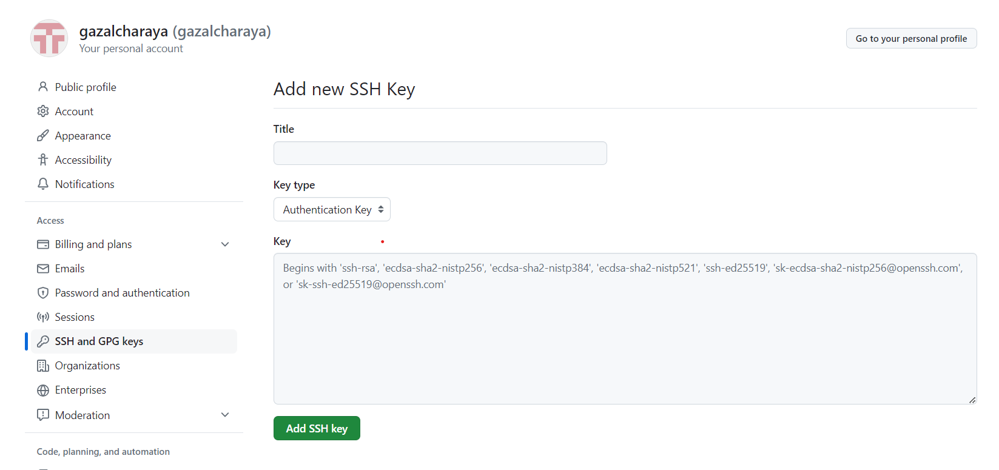 gazalcharaya (gazalcharaya)
Your personal account
Go to your personal profile
Public profile
Account
Appearance
Accessibility
Notifications
Access
Billing and plans
Emails
Password and authentication
Sessions
SSH and GPG keys
Organizations
Enterprises
Moderation
Code, planning, and automation
Add new SSH Key
Title
Key type
Authentication Key
Key
Begins with 'ssh-rsa', 'ecdsa-sha2-nistp256', 'ecdsa-sha2-nistp384', 'ecdsa-sha2-nistp521', 'ssh-ed25519', 'sk-ecdsa-sha2-nistp256@openssh.com',
or 'sk-ssh-ed25519@openssh.com'
Add SSH key